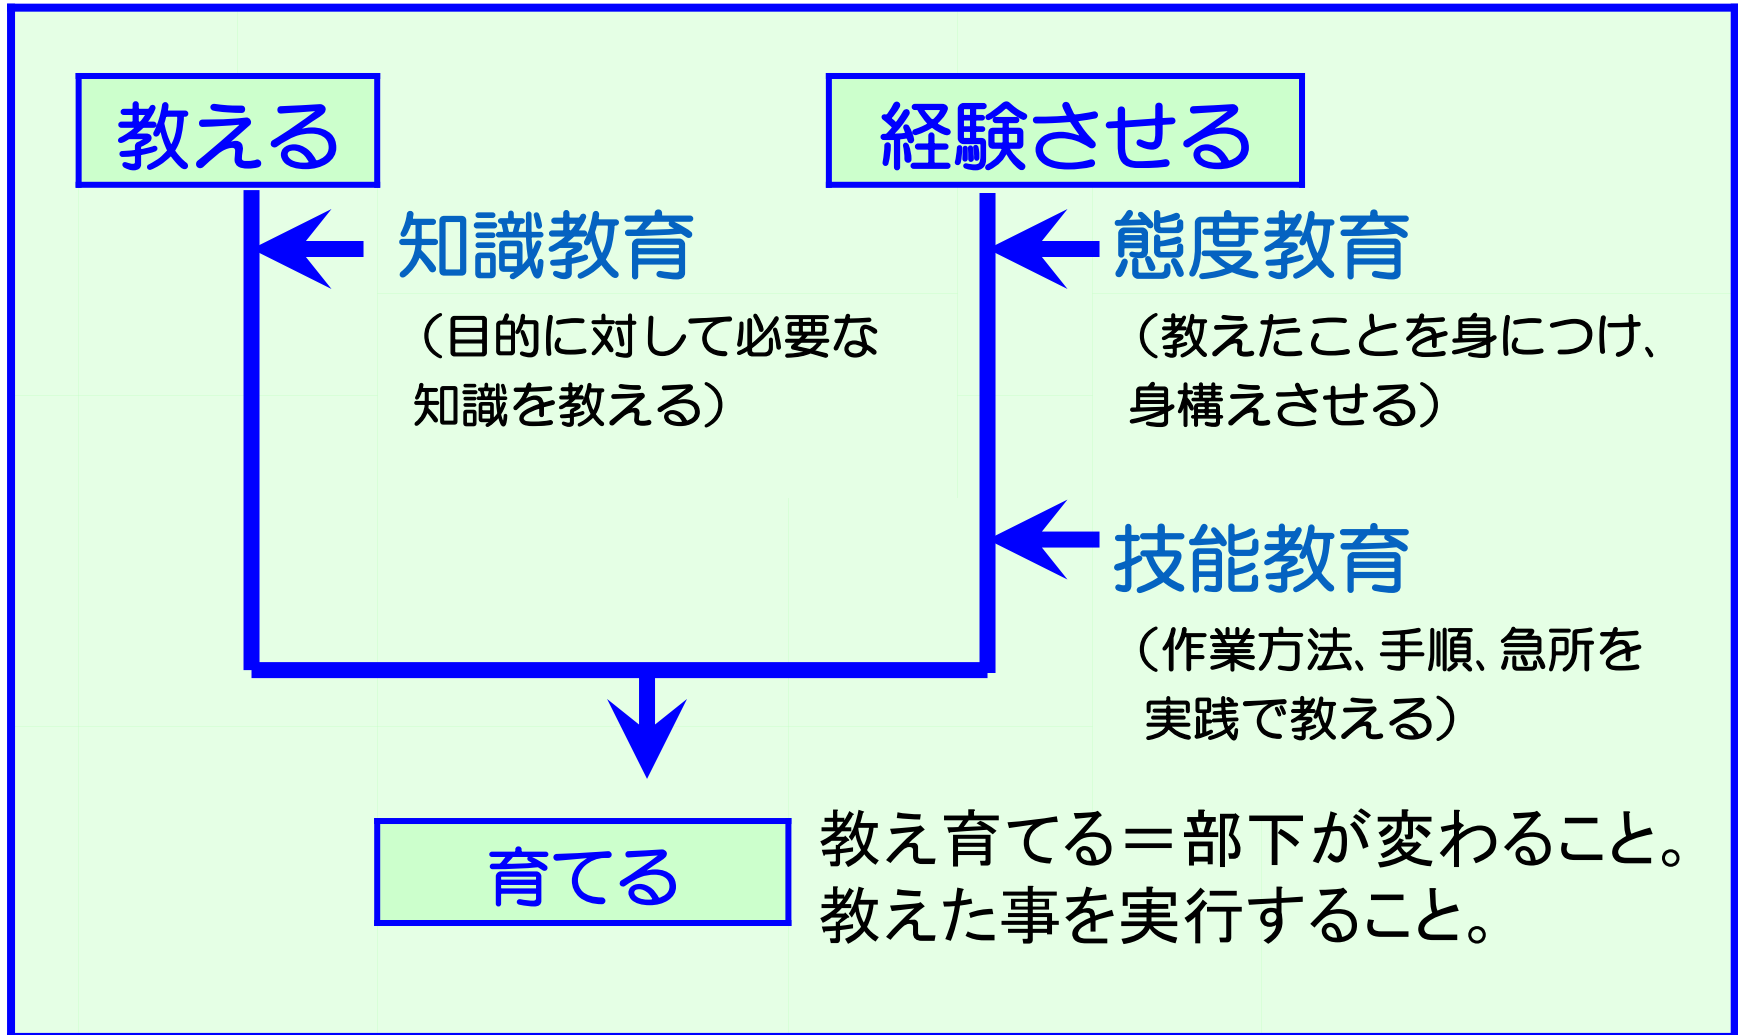 教える
経験させる
知識教育
（目的に対して必要な
知識を教える）
態度教育
（教えたことを身につけ、
身構えさせる）
技能教育
（作業方法、手順、急所を
実践で教える）
育てる
教え育てる＝部下が変わること。
教えた事を実行すること。